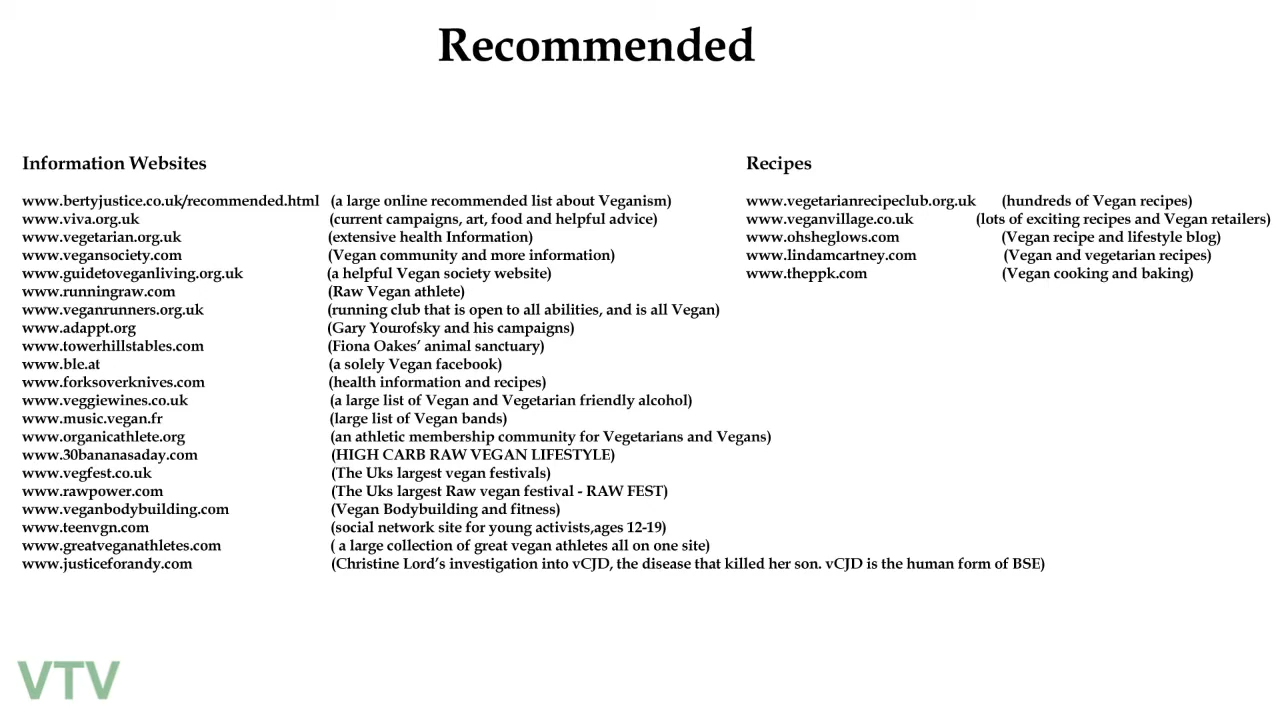 Recommended
Information Websites
www.bertyjustice.co.uk/recommended.html (a large online recommended list about Veganism)
www.viva.org.uk (current campaigns, art, food and helpful advice)
www.vegetarian.org.uk (extensive health Information)
www.vegansociety.com (Vegan community and more information)
www.guidetoveganliving.org.uk (a helpful Vegan society website)
www.runningraw.com (Raw Vegan athlete)
www.veganrunners.org.uk (running club that is open to all abilities, and is all Vegan)
www.adappt.org (Gary Yourofsky and his campaigns)
www.towerhillstables.com (Fiona Oakes’ animal sanctuary)
www.ble.at (a solely Vegan facebook)
www.forksoverknives.com (health information and recipes)
www.veggiewines.co.uk (a large list of Vegan and Vegetarian friendly alcohol)
www.music.vegan.fr (large list of Vegan bands)
www.organicathlete.org (an athletic membership community for Vegetarians and Vegans)
www.30bananasaday.com (HIGH CARB RAW VEGAN LIFESTYLE)
www.vegfest.co.uk (The Uks largest vegan festivals)
www.rawpower.com (The Uks largest Raw vegan festival - RAW FEST)
www.veganbodybuilding.com (Vegan Bodybuilding and fitness)
www.teenvgn.com (social network site for young activists,ages 12-19)
www.greatveganathletes.com ( a large collection of great vegan athletes all on one site)
www.justiceforandy.com (Christine Lord’s investigation into vCJD, the disease that killed her son. vCJD is the human form of BSE)
Recipes
www.vegetarianrecipeclub.org.uk (hundreds of Vegan recipes)
www.veganvillage.co.uk (lots of exciting recipes and Vegan retailers)
www.ohsheglows.com (Vegan recipe and lifestyle blog)
www.lindamcartney.com (Vegan and vegetarian recipes)
www.theppk.com (Vegan cooking and baking)
VTV